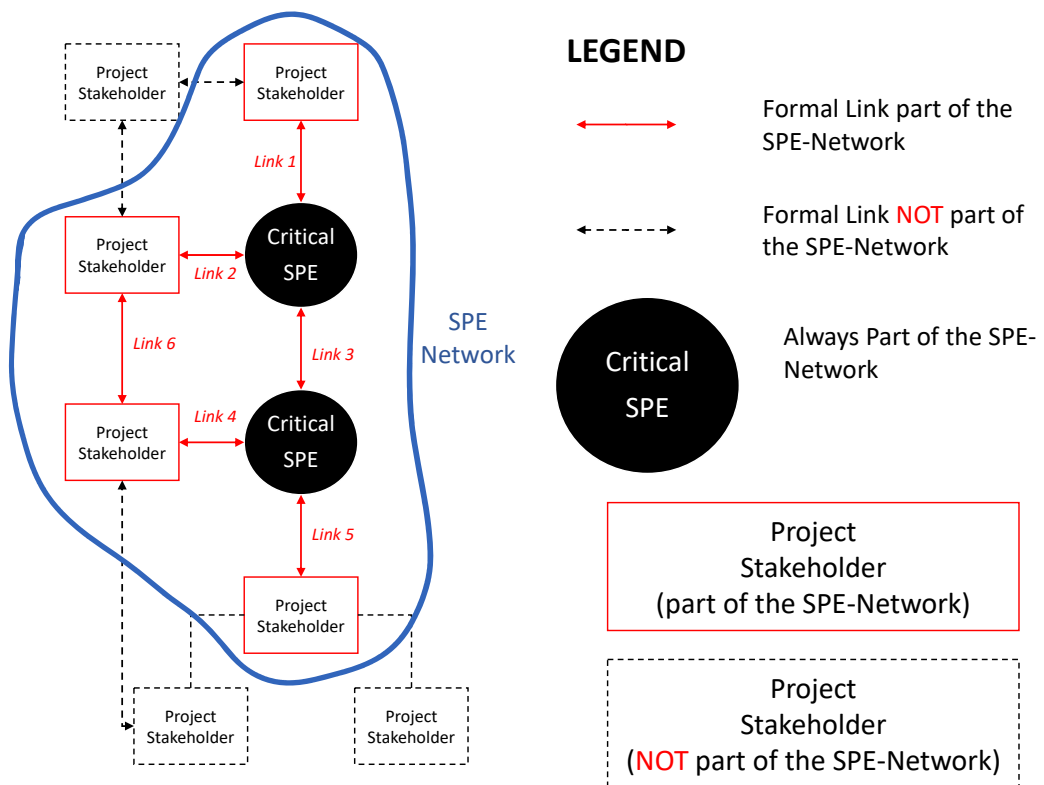 Project
Stakeholder
Project
Stakeholder
Link 1
Project
Stakeholder
Link 2
Critical
SPE
Link 6
Link 3
SPE
Network
Project
Stakeholder
Link 4
Critical
SPE
Link 5
Project
Stakeholder
Project
Stakeholder
Project
Stakeholder
LEGEND
Formal Link part of the
SPE-Network
Formal Link NOT part of
the SPE-Network
Critical
SPE
Always Part of the SPE-
Network
Project
Stakeholder
(part of the SPE-Network)
Project
Stakeholder
(NOT part of the SPE-Network)